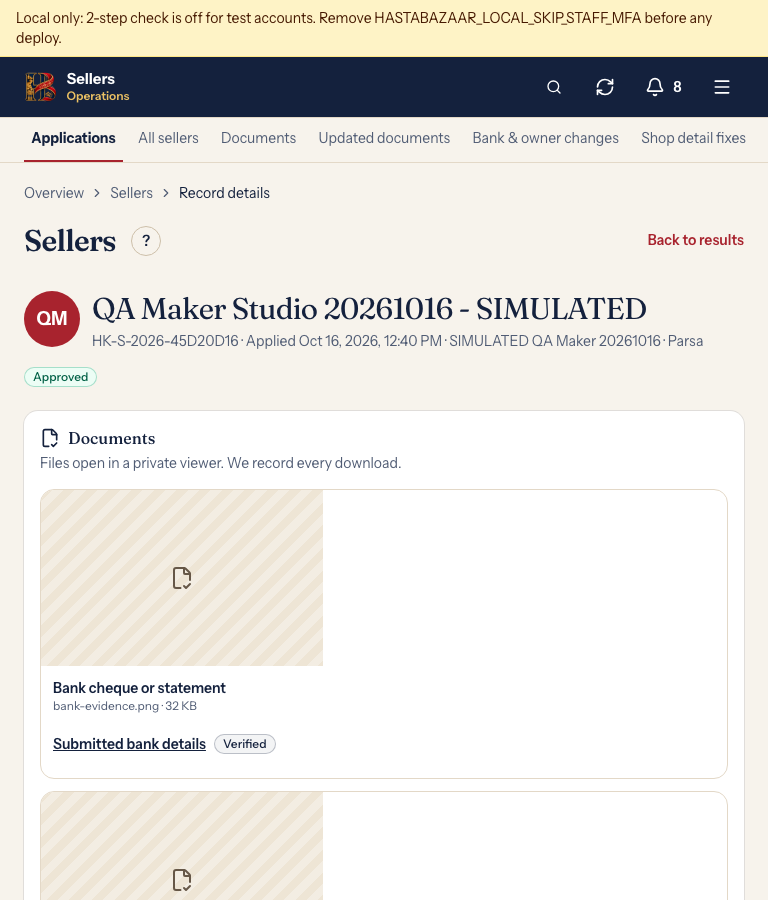 Local only: 2-step check is off for test accounts. Remove HASTABAZAAR_LOCAL_SKIP_STAFF_MFA before any
deploy.
Sellers
Operations
8
Applications
All sellers
Documents
Updated documents
Bank & owner changes
Shop detail fixes
Overview > Sellers > Record details
Sellers
?
Back to results
QM
QA Maker Studio 20261016 - SIMULATED
HK-S-2026-45D20D16 · Applied Oct 16, 2026, 12:40 PM · SIMULATED QA Maker 20261016 · Parsa
Approved
Documents
Files open in a private viewer. We record every download.
Bank cheque or statement
bank-evidence.png · 32 KB
Submitted bank details
Verified